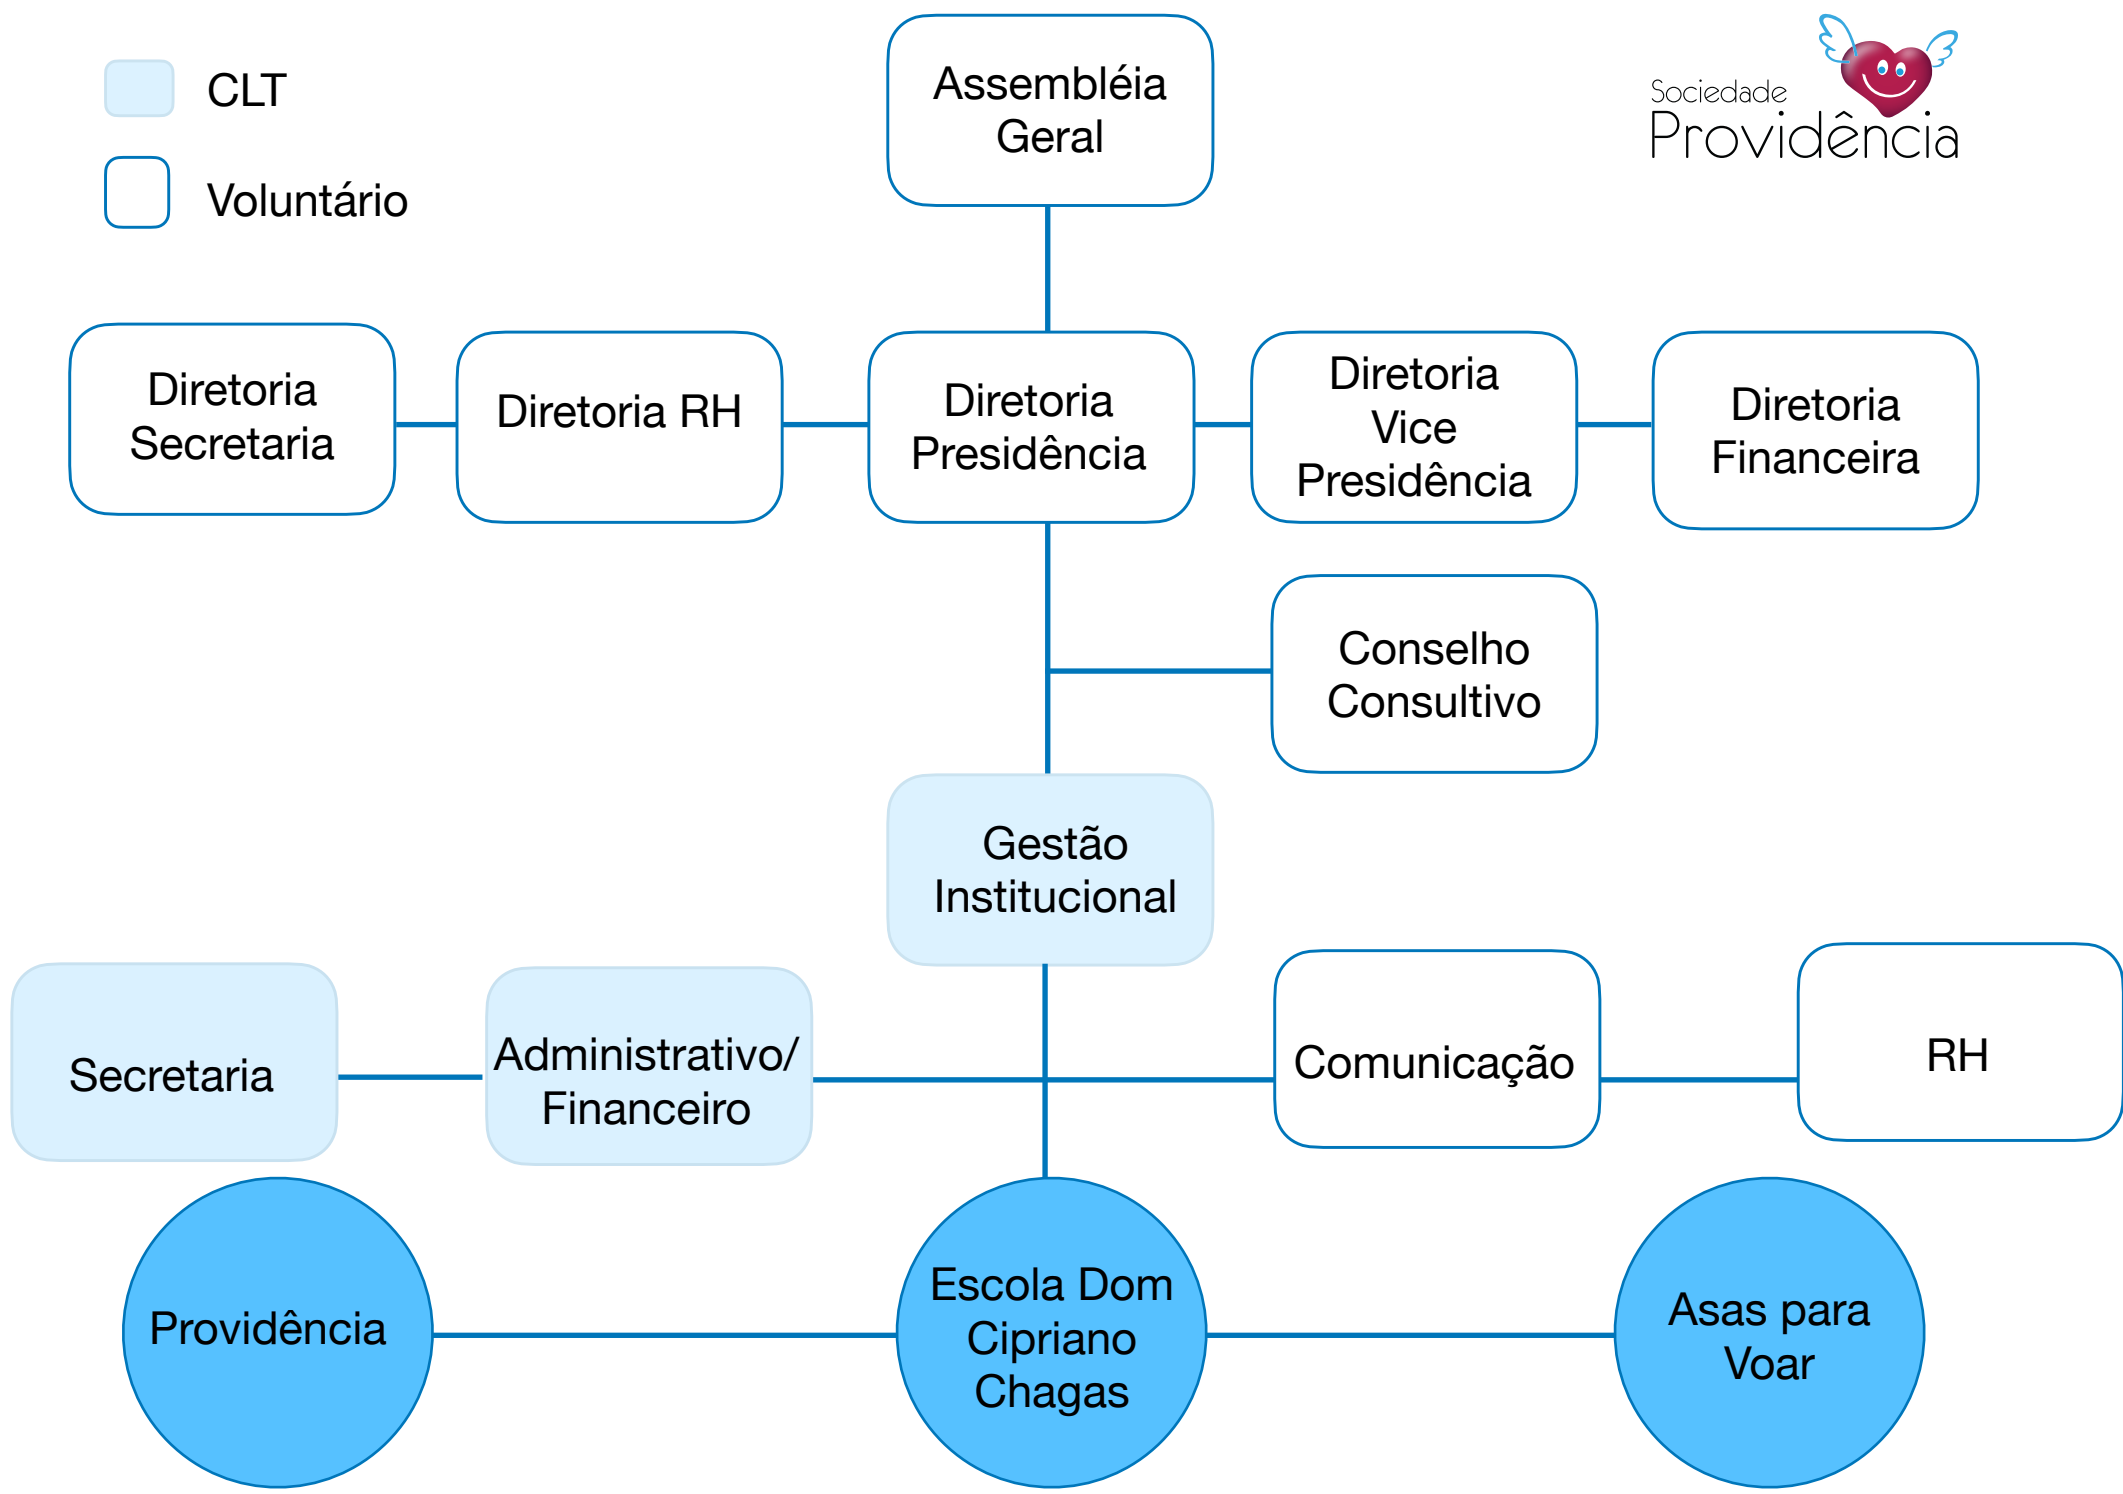 CLT
Voluntário
Assembléia
Geral
Sociedade
Providência
Diretoria
Secretaria
Diretoria RH
Diretoria
Presidência
Diretoria
Vice
Presidência
Diretoria
Financeira
Conselho
Consultivo
Gestão
Institucional
Secretaria
Administrativo/
Financeiro
Comunicação
RH
Providência
Escola Dom
Cipriano
Chagas
Asas para
Voar